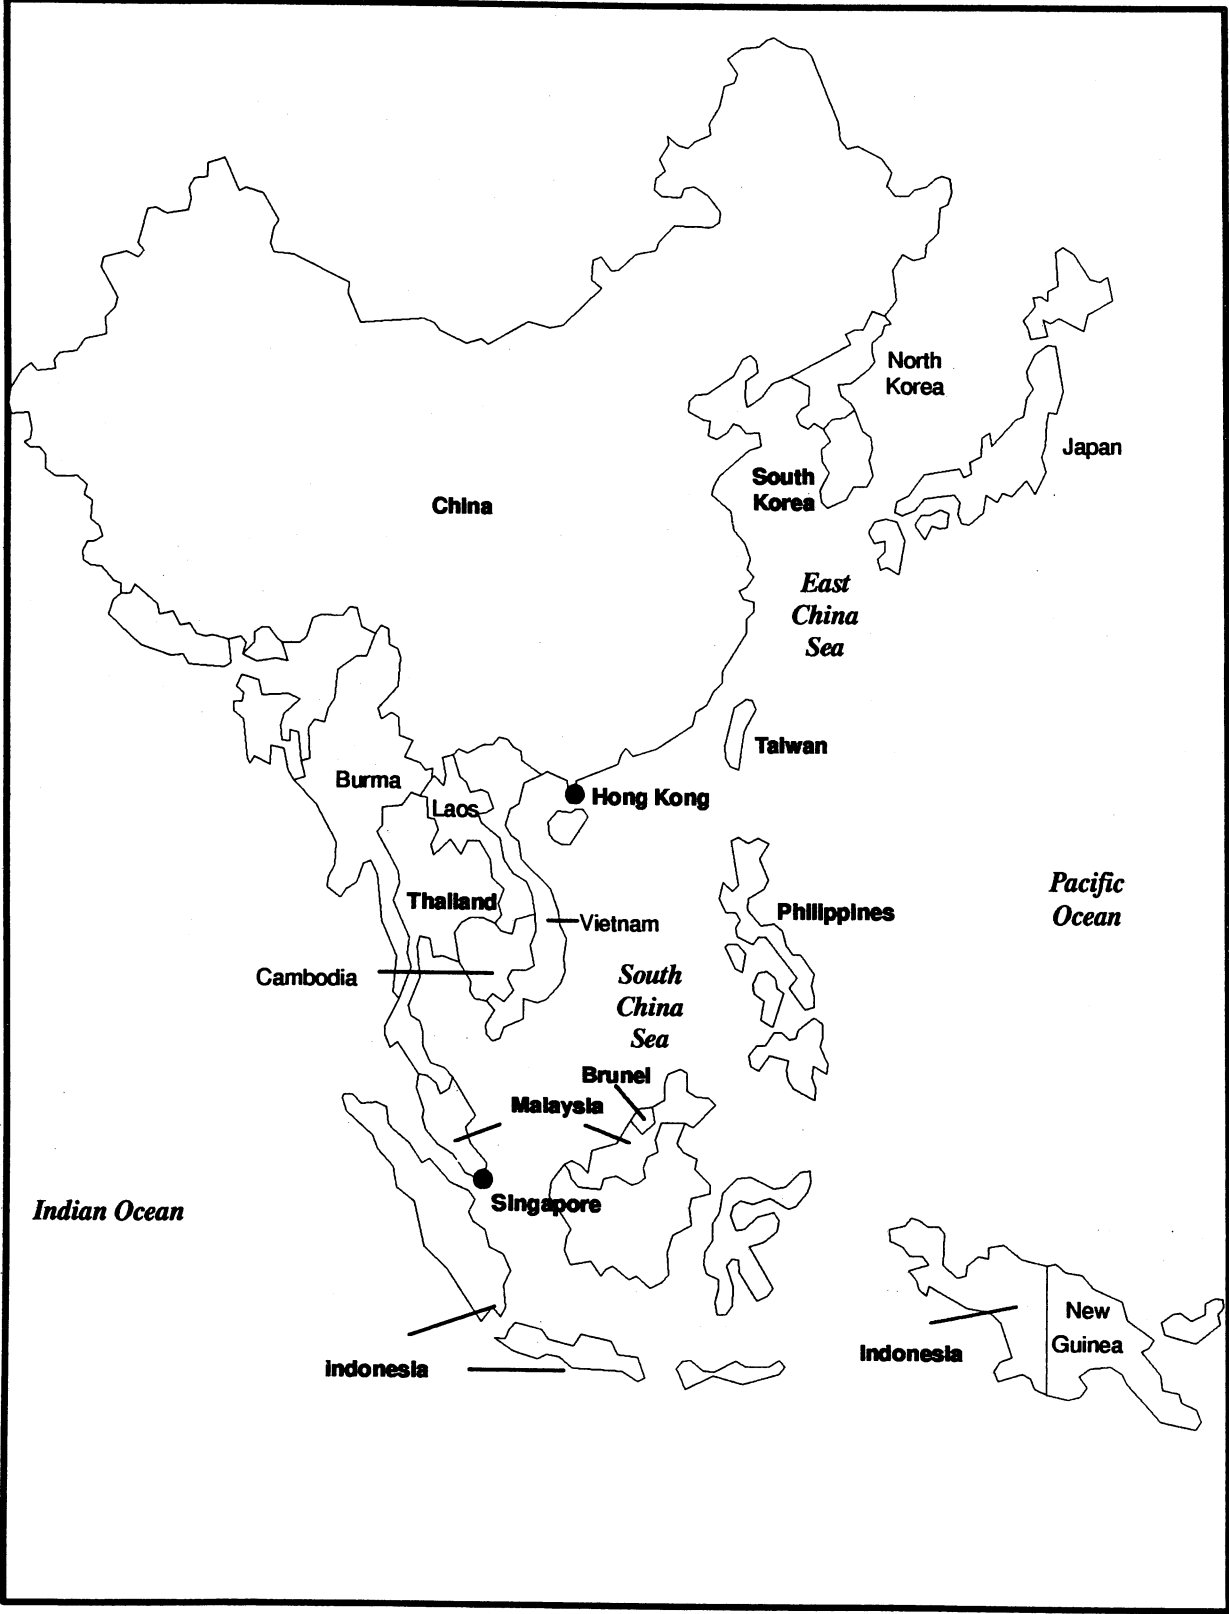 North
Korea
Japan
South
Korea
China
East
China
Sea
Taiwan
Burma
Hong Kong
Laos
Pacific
Ocean
Thailand
Philippines
Vietnam
Cambodia
South
China
Sea
Brunei
Malaysia
Singapore
Indian Ocean
New
Guinea
Indonesia
Indonesia